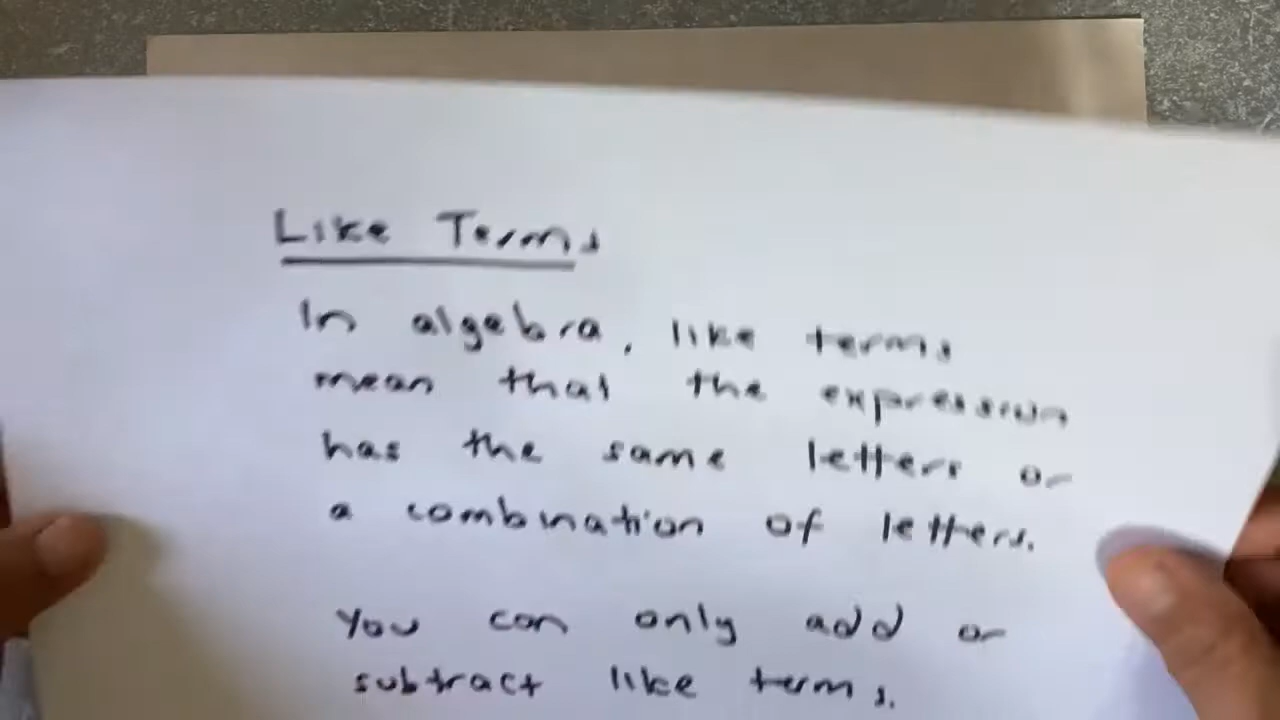 Like Terms
In algebra, like terms
mean that the expression
has the same letters or
a combination of letters.
You can only add or
subtract like terms.